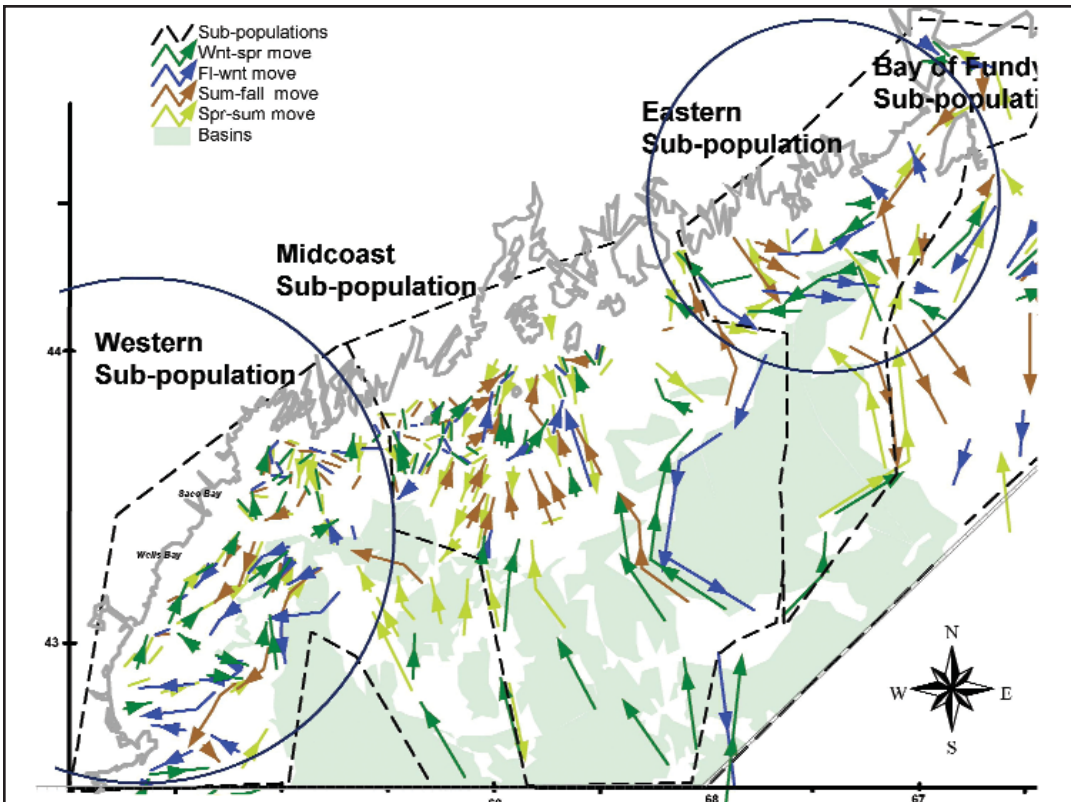 Sub-populations
Wnt-spr move
Fl-wnt move
Sum-fall move
Spr-sum move
Basins
Bay of Fundy
Sub-populati
Eastern
Sub-population
Midcoast
Sub-population
Western
Sub-population
44
Saco Bay
Wells Bay
43
N
W
E
S
68
67